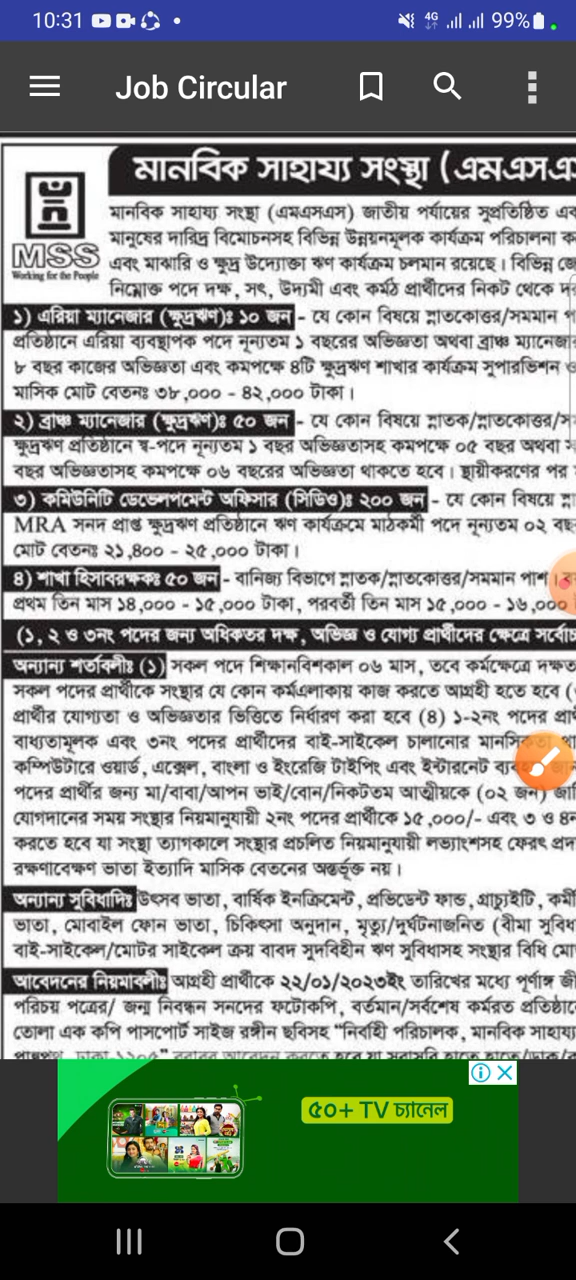 10:31
4G
99%
Job Circular
মানবিক সাহায্য সংস্থা (এমএসএস
MSS
Working for the People
মানবিক সাহায্য সংস্থা (এমএসএস) জাতীয় পর্যায়ের সুপ্রতিষ্ঠিত এব
মানুষের দারিদ্র বিমোচনসহ বিভিন্ন উন্নয়নমূলক কার্যক্রম পরিচালনা ক
এবং মাঝারি ও ক্ষুদ্র উদ্যোক্তা ঋণ কার্যক্রম চলমান রয়েছে। বিভিন্ন জে
নিম্নোক্ত পদে দক্ষ, সৎ, উদ্যমী এবং কর্মঠ প্রার্থীদের নিকট থেকে দ
১) এরিয়া ম্যানেজার (ক্ষুদ্রঋণ)ঃ ১০ জন - যে কোন বিষয়ে স্নাতকোত্তর/সমমান প
প্রতিষ্ঠানে এরিয়া ব্যবস্থাপক পদে নূন্যতম ১ বছরের অভিজ্ঞতা অথবা ব্রাঞ্চ ম্যানেজা
৮ বছর কাজের অভিজ্ঞতা এবং কমপক্ষে ৪টি ক্ষুদ্রঋণ শাখার কার্যক্রম সুপারভিশন ও
মাসিক মোট বেতনঃ ৩৮,০০০ - ৪২,০০০ টাকা।
২) ব্রাঞ্চ ম্যানেজার (ক্ষুদ্রঋণ)ঃ ৫০ জন - যে কোন বিষয়ে স্নাতক/স্নাতকোত্তর/স
ক্ষুদ্রঋণ প্রতিষ্ঠানে স্ব-পদে নূন্যতম ১ বছর অভিজ্ঞতাসহ কমপক্ষে ০৫ বছর অথবা
বছর অভিজ্ঞতাসহ কমপক্ষে ০৬ বছরের অভিজ্ঞতা থাকতে হবে। স্থায়ীকরণের পর
৩) কমিউনিটি ডেভেলপমেন্ট অফিসার (সিডিও)ঃ ২০০ জন - যে কোন বিষয়ে স্ন
MRA সনদ প্রাপ্ত ক্ষুদ্রঋণ প্রতিষ্ঠানে ঋণ কার্যক্রমে মাঠকর্মী পদে নূন্যতম ০২ বছ
মোট বেতনঃ ২১,৪০০ - ২৫,০০০ টাকা।
৪) শাখা হিসাবরক্ষকঃ ৫০ জন - বানিজ্য বিভাগে স্নাতক/স্নাতকোত্তর/সমমান পাশ।
প্রথম তিন মাস ১৪,০০০ - ১৫,০০০ টাকা, পরবর্তী তিন মাস ১৫,০০০ - ১৬,০০০
(১, ২ ও ৩নং পদের জন্য অধিকতর দক্ষ, অভিজ্ঞ ও যোগ্য প্রার্থীদের ক্ষেত্রে সর্বোচ
অন্যান্য শর্তাবলীঃ (১) সকল পদে শিক্ষানবিশকাল ০৬ মাস, তবে কর্মক্ষেত্রে দক্ষত
সকল পদের প্রার্থীকে সংস্থার যে কোন কর্মএলাকায় কাজ করতে আগ্রহী হতে হবে (
প্রার্থীর যোগ্যতা ও অভিজ্ঞতার ভিত্তিতে নির্ধারণ করা হবে (৪) ১-২নং পদের প্রার্থ
বাধ্যতামূলক এবং ৩নং পদের প্রার্থীদের বাই-সাইকেল চালানোর মানসিকতা
কম্পিউটারে ওয়ার্ড, এক্সেল, বাংলা ও ইংরেজি টাইপিং এবং ইন্টারনেট
পদের প্রার্থীর জন্য মা/বাবা/আপন ভাই/বোন/নিকটতম আত্মীয়কে (০২ জন) জা
যোগদানের সময় সংস্থার নিয়মানুযায়ী ২নং পদের প্রার্থীকে ১৫,০০০/- এবং ৩ ও ৪ন
করতে হবে যা সংস্থা ত্যাগকালে সংস্থার প্রচলিত নিয়মানুযায়ী লভ্যাংশসহ ফেরৎ প্রদ
রক্ষণাবেক্ষণ ভাতা ইত্যাদি মাসিক বেতনের অন্তর্ভূক্ত নয়।
অন্যান্য সুবিধাদিঃ উৎসব ভাতা, বার্ষিক ইনক্রিমেন্ট, প্রভিডেন্ট ফান্ড, গ্র্যাচুইটি, কর্মী
ভাতা, মোবাইল ফোন ভাতা, চিকিৎসা অনুদান, মৃত্যু/দুর্ঘটনাজনিত (বীমা সুবিধ
বাই-সাইকেল/মোটর সাইকেল ক্রয় বাবদ সুদবিহীন ঋণ সুবিধাসহ সংস্থার বিধি মো
আবেদনের নিয়মাবলীঃ আগ্রহী প্রার্থীকে ২২/০১/২০২৩ইং তারিখের মধ্যে পূর্ণাঙ্গ জী
পরিচয় পত্রের/ জন্ম নিবন্ধন সনদের ফটোকপি, বর্তমান/সর্বশেষ কর্মরত প্রতিষ্ঠা
তোলা এক কপি পাসপোর্ট সাইজ রঙ্গীন ছবিসহ "নির্বাহী পরিচালক, মানবিক সাহায্য
৫০+ TV চ্যানেল